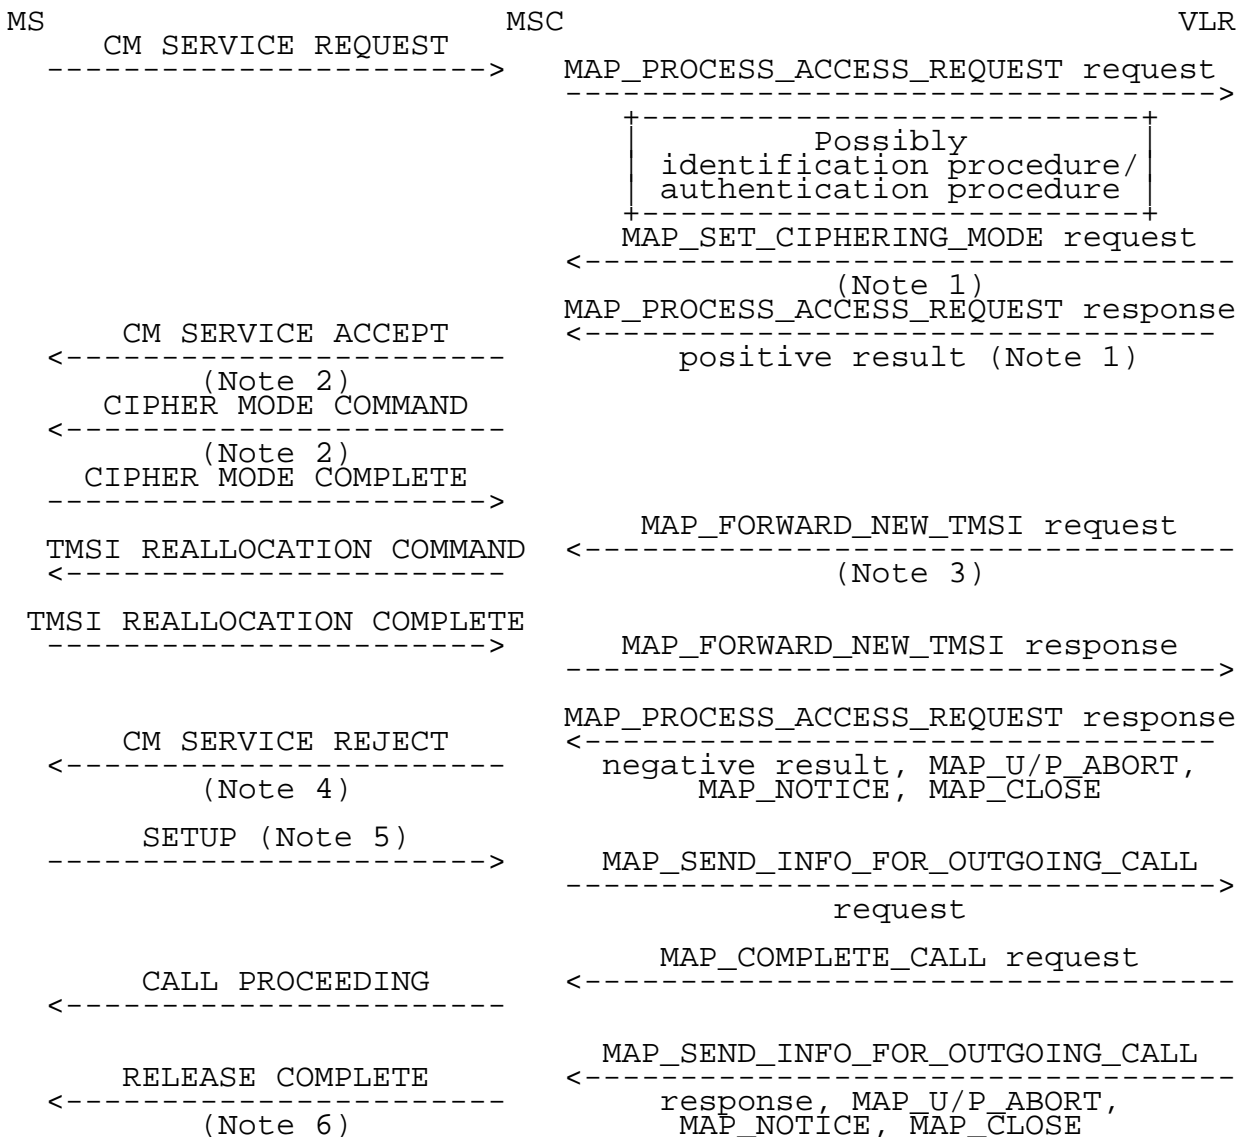 MS MSC VLR
CM SERVICE REQUEST
-----------------------> MAP_PROCESS_ACCESS_REQUEST request
---------------------------------->
+--------------------------+
| Possibly |
| identification procedure/|
| authentication procedure |
+--------------------------+
MAP_SET_CIPHERING_MODE request
<----------------------------------
(Note 1)
MAP_PROCESS_ACCESS_REQUEST response
CM SERVICE ACCEPT <---------------------------------
<----------------------- positive result (Note 1)
(Note 2)
CIPHER MODE COMMAND
<-----------------------
(Note 2)
CIPHER MODE COMPLETE
----------------------->
MAP_FORWARD_NEW_TMSI request
TMSI REALLOCATION COMMAND <----------------------------------
<----------------------- (Note 3)
TMSI REALLOCATION COMPLETE
-----------------------> MAP_FORWARD_NEW_TMSI response
---------------------------------->
MAP_PROCESS_ACCESS_REQUEST response
CM SERVICE REJECT <---------------------------------
<----------------------- negative result, MAP_U/P_ABORT,
(Note 4) MAP_NOTICE, MAP_CLOSE
SETUP (Note 5)
-----------------------> MAP_SEND_INFO_FOR_OUTGOING_CALL
---------------------------------->
request
MAP_COMPLETE_CALL request
CALL PROCEEDING <----------------------------------
<-----------------------
MAP_SEND_INFO_FOR_OUTGOING_CALL
RELEASE COMPLETE <----------------------------------
<----------------------- response, MAP_U/P_ABORT,
(Note 6) MAP_NOTICE, MAP_CLOSE